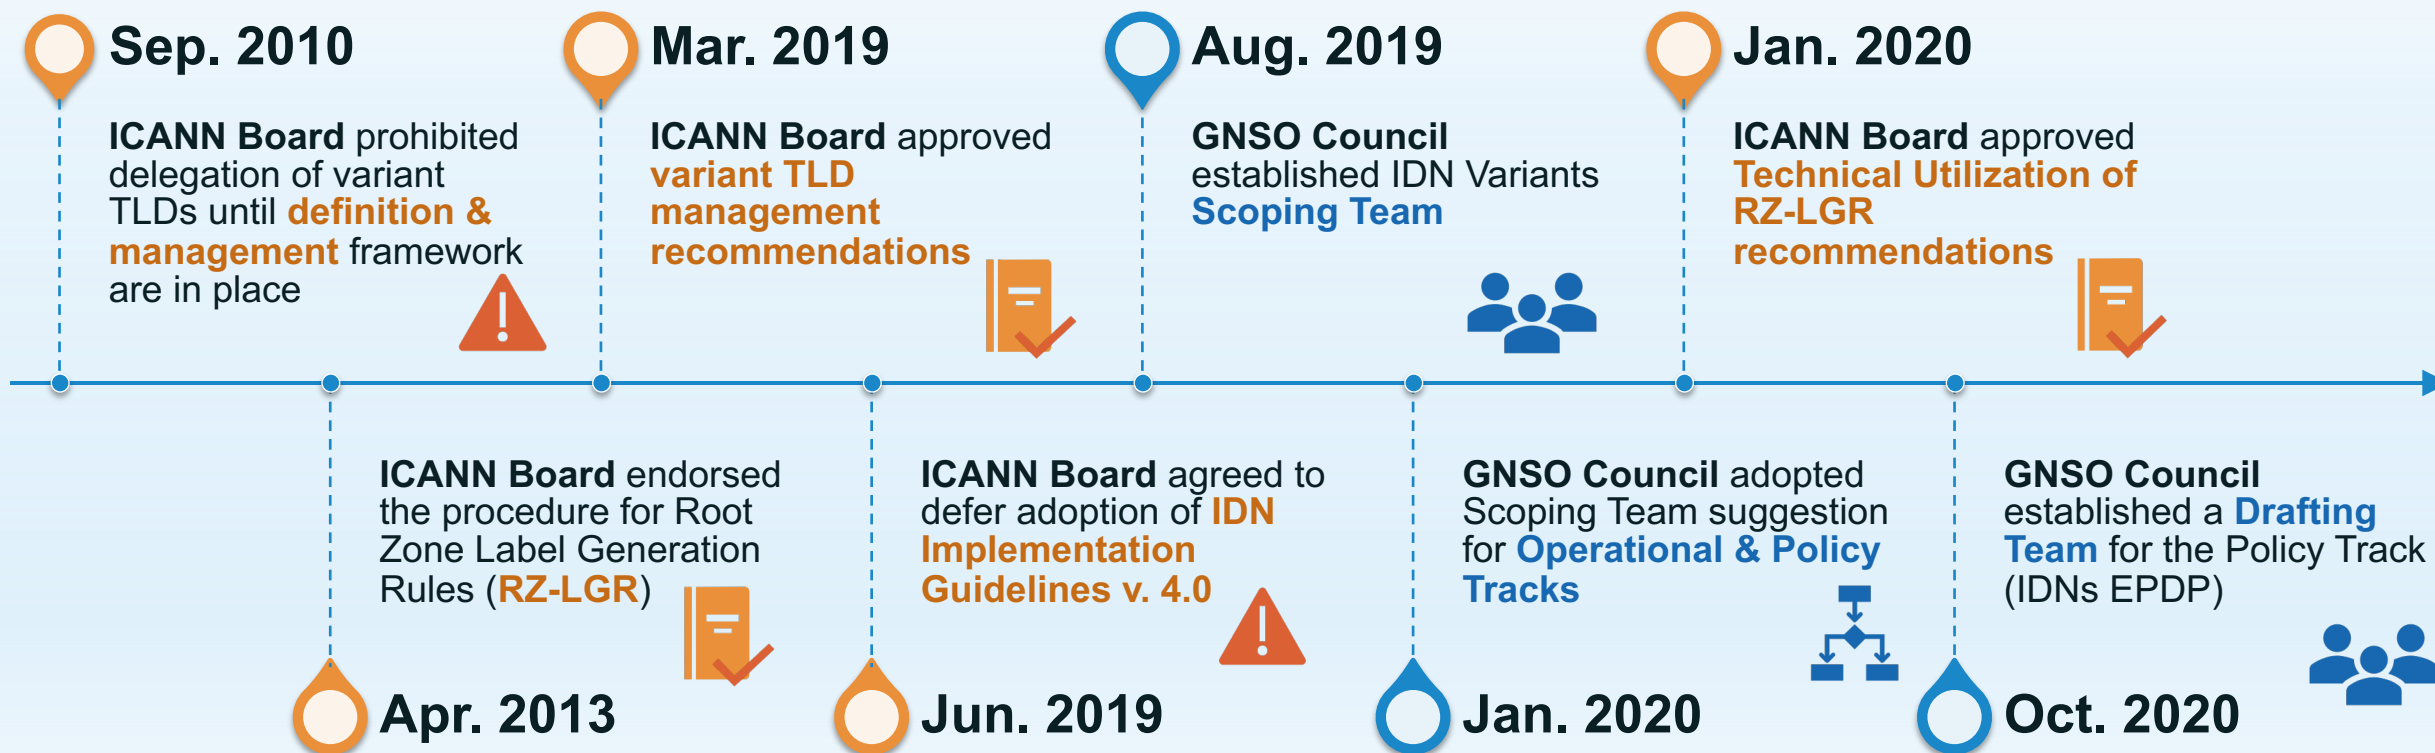 Sep. 2010
ICANN Board prohibited
delegation of variant
TLDs until definition &
management framework
are in place
Mar. 2019
ICANN Board approved
variant TLD
management
recommendations
Aug. 2019
GNSO Council
established IDN Variants
Scoping Team
Jan. 2020
ICANN Board approved
Technical Utilization of
RZ-LGR
recommendations
ICANN Board endorsed
the procedure for Root
Zone Label Generation
Rules (RZ-LGR)
Apr. 2013
ICANN Board agreed to
defer adoption of IDN
Implementation
Guidelines v. 4.0
Jun. 2019
GNSO Council adopted
Scoping Team suggestion
for Operational & Policy
Tracks
Jan. 2020
GNSO Council
established a Drafting
Team for the Policy Track
(IDNs EPDP)
Oct. 2020